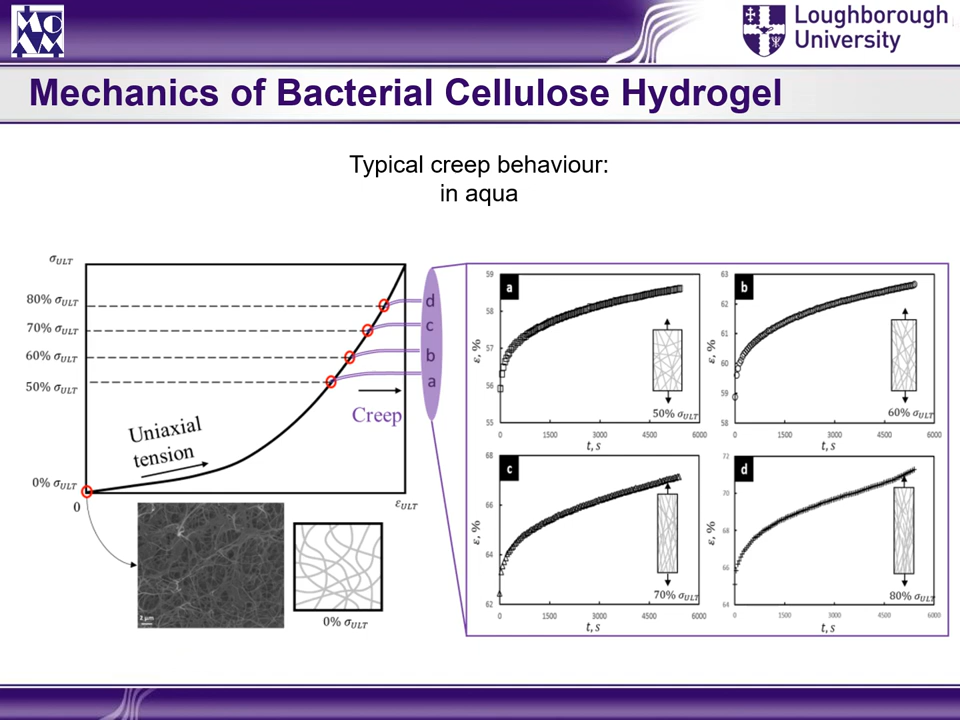 MCAM
Loughborough
University
Mechanics of Bacterial Cellulose Hydrogel
Typical creep behaviour:
in aqua
σ_ULT
80% σ_ULT
70% σ_ULT
60% σ_ULT
50% σ_ULT
0% σ_ULT
0
ε_ULT
Uniaxial
tension
Creep
d
c
b
a
2 μm
0% σ_ULT
a
59
58
57
56
55
ε, %
0 1500 3000 4500 6000
t, s
50% σ_ULT
b
63
62
61
60
59
58
ε, %
0 1500 3000 4500 6000
t, s
60% σ_ULT
c
68
66
64
62
ε, %
0 1500 3000 4500 6000
t, s
70% σ_ULT
d
72
70
68
66
64
ε, %
0 1500 3000 4500 6000
t, s
80% σ_ULT